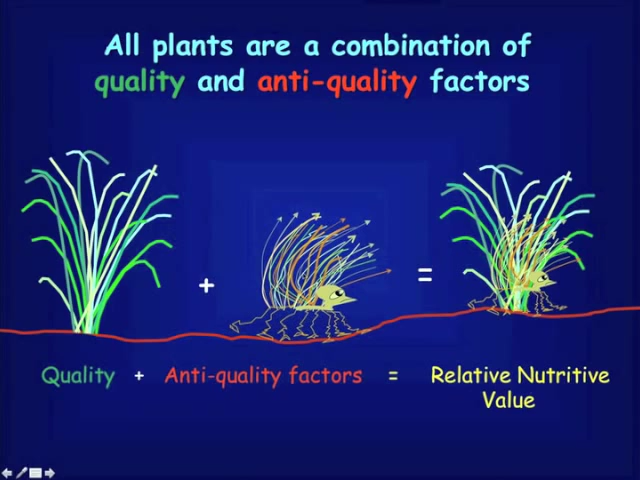 All plants are a combination of
quality and anti-quality factors
+
=
Quality + Anti-quality factors = Relative Nutritive
Value